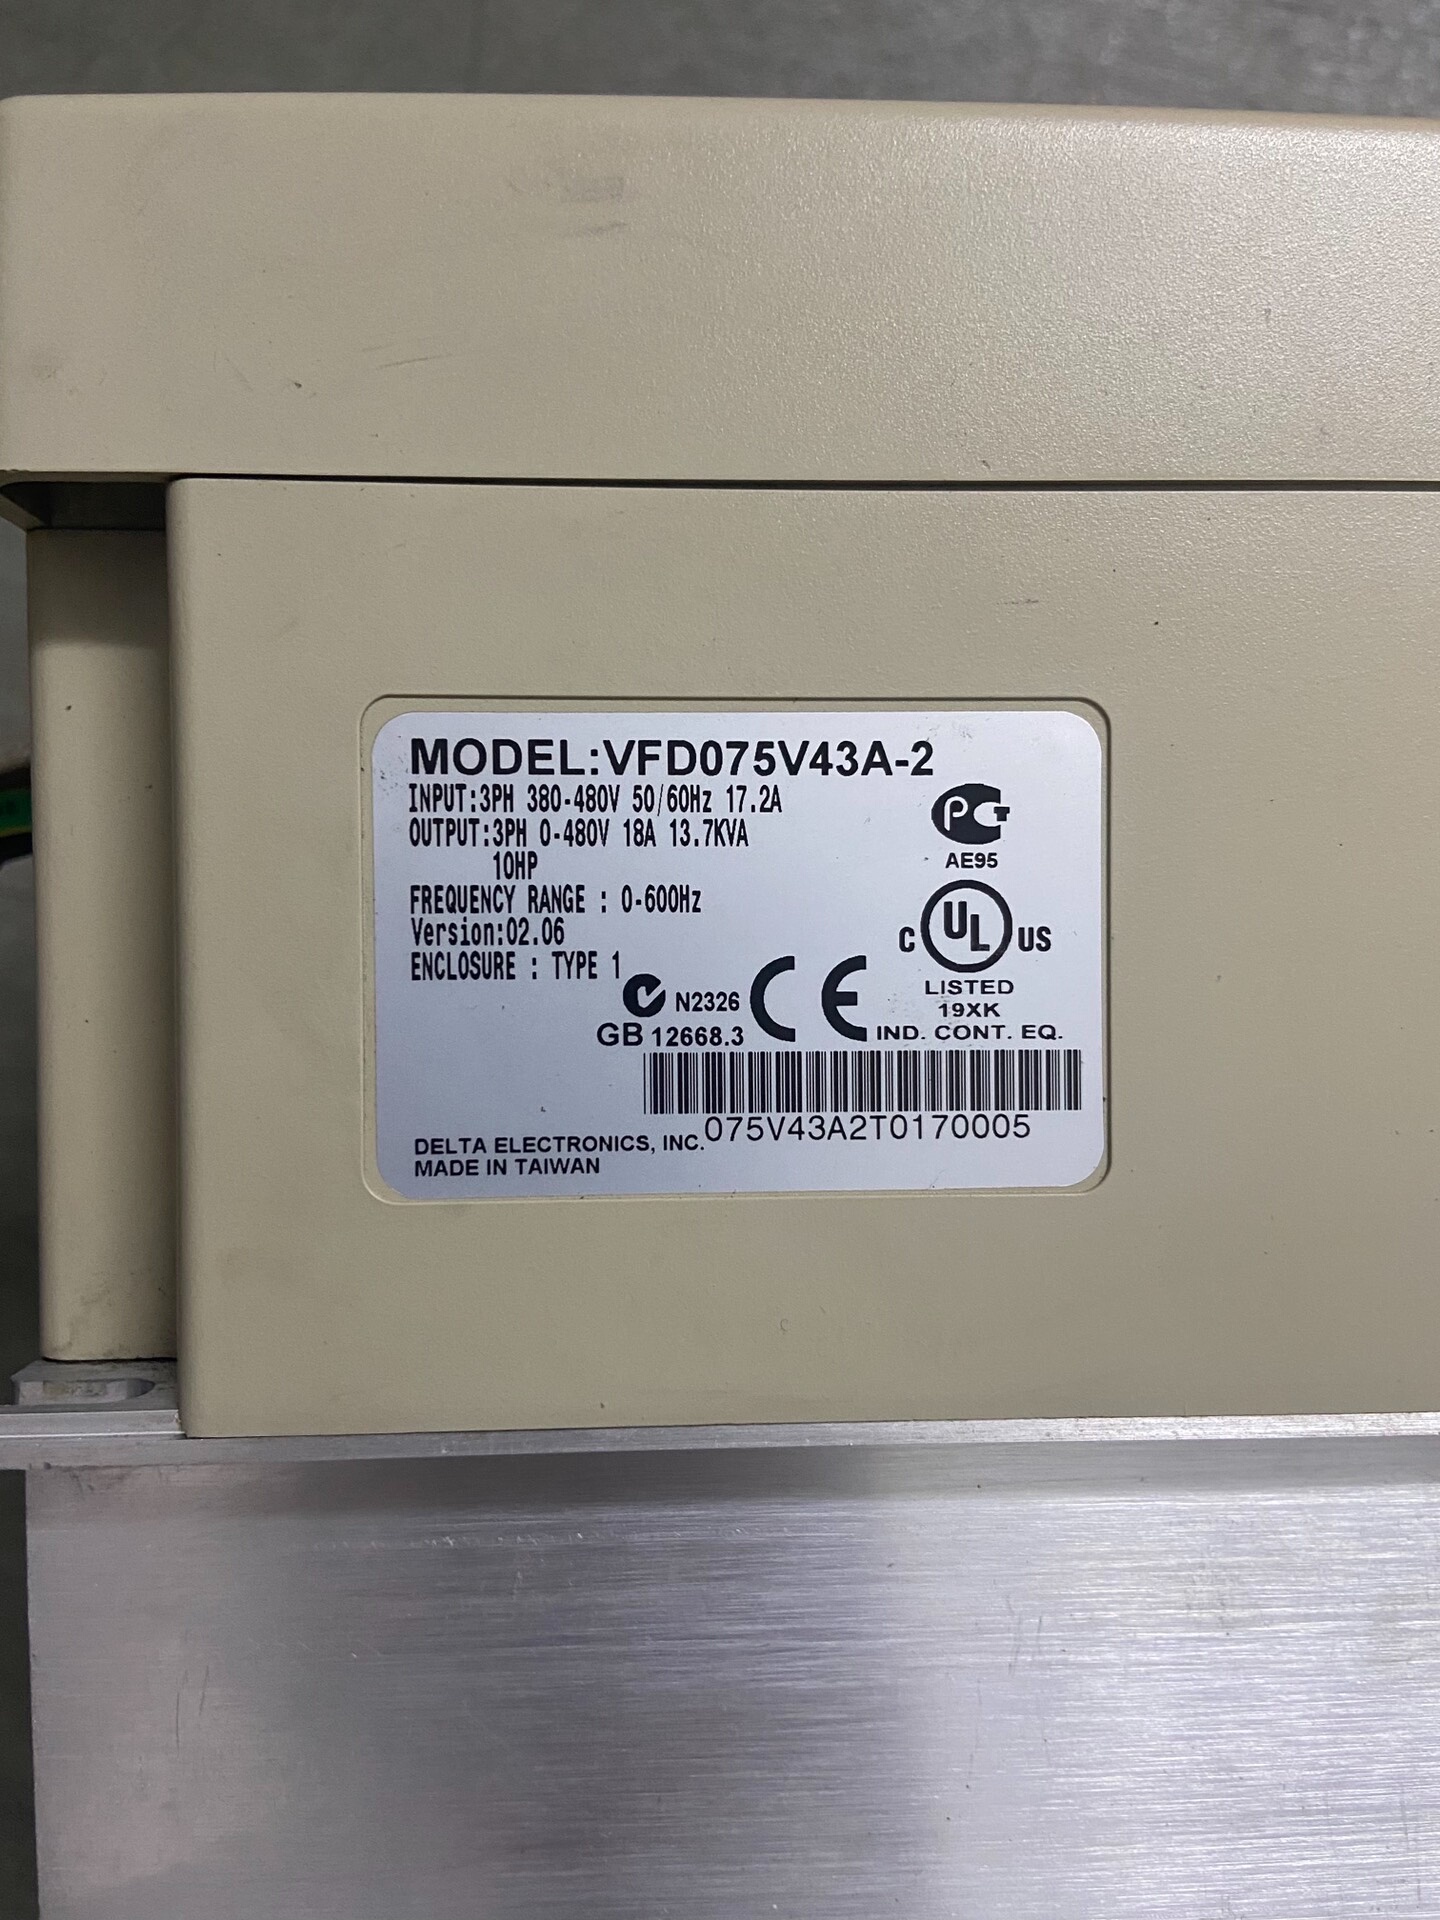 MODEL:VFD075V43A-2
INPUT:3PH 380-480V 50/60Hz 17.2A
OUTPUT:3PH 0-480V 18A 13.7KVA
10HP
FREQUENCY RANGE : 0-600Hz
Version:02.06
ENCLOSURE : TYPE 1
PCT
AE95
C UL US
LISTED
19XK
IND. CONT. EQ.
N2326
CE
GB 12668.3
075V43A2T0170005
DELTA ELECTRONICS, INC.
MADE IN TAIWAN